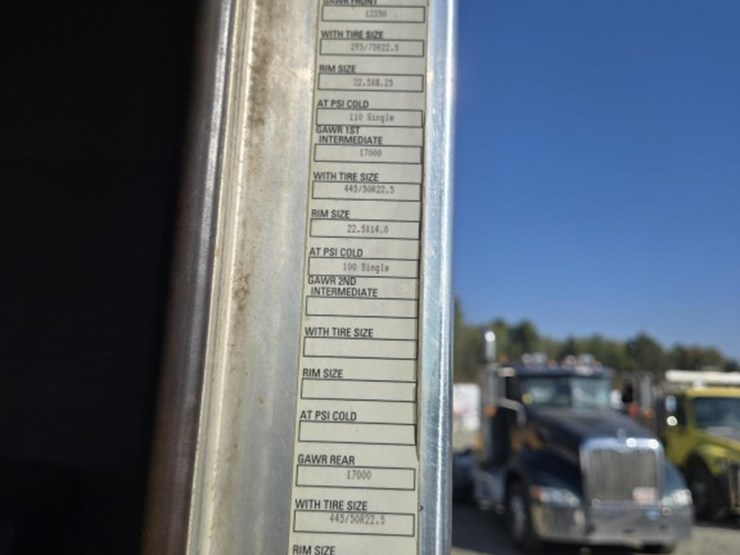 GAWR FRONT
12350
WITH TIRE SIZE
295/75R22.5
RIM SIZE
22.5X8.25
AT PSI COLD
110 Single
GAWR 1ST
INTERMEDIATE
17000
WITH TIRE SIZE
445/50R22.5
RIM SIZE
22.5X14.0
AT PSI COLD
100 Single
GAWR 2ND
INTERMEDIATE
WITH TIRE SIZE
RIM SIZE
AT PSI COLD
GAWR REAR
17000
WITH TIRE SIZE
445/50R22.5
RIM SIZE